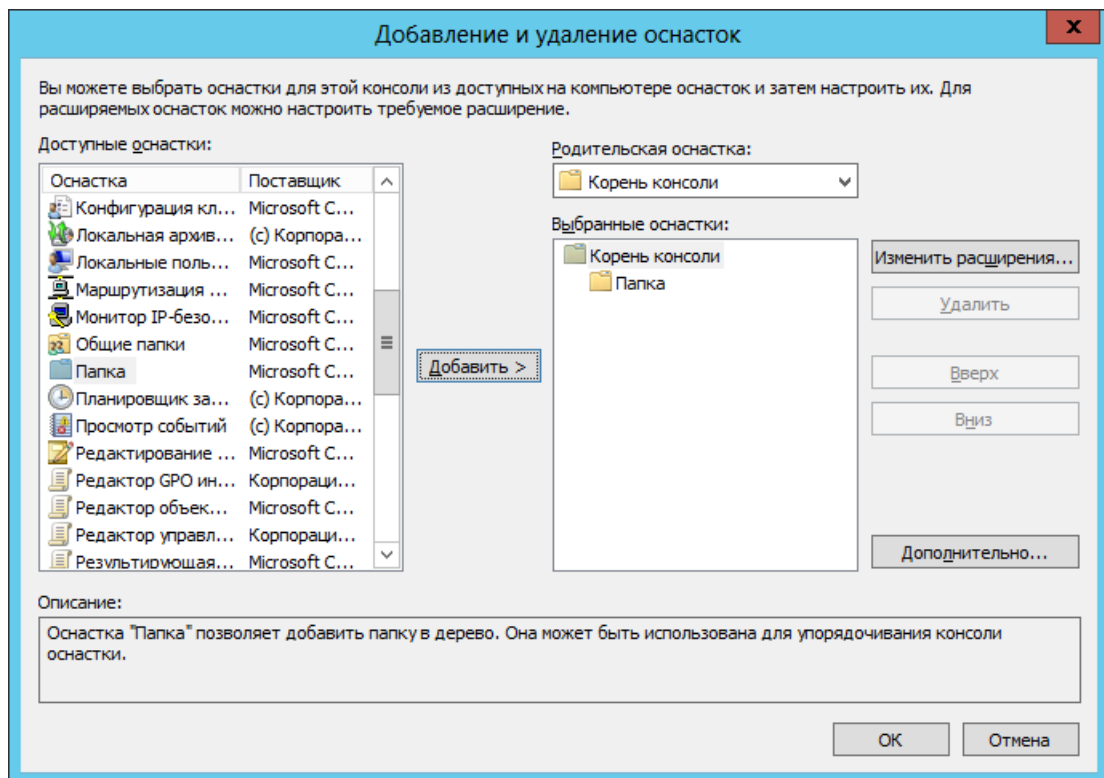 Добавление и удаление оснасток
x
Вы можете выбрать оснастки для этой консоли из доступных на компьютере оснасток и затем настроить их. Для
расширяемых оснасток можно настроить требуемое расширение.
Доступные оснастки:
Оснастка Поставщик
Конфигурация кл... Microsoft C...
Локальная архив... (c) Корпора...
Локальные поль... Microsoft C...
Маршрутизация ... Microsoft C...
Монитор IP-безо... Microsoft C...
Общие папки Microsoft C...
Папка Microsoft C...
Планировщик за... (c) Корпора...
Просмотр событий (c) Корпора...
Редактирование ... Microsoft C...
Редактор GPO ин... Корпораци...
Редактор объек... Microsoft C...
Редактор управл... Корпораци...
Результирующая... Microsoft C...
Добавить >
Родительская оснастка:
Корень консоли
Выбранные оснастки:
Корень консоли
Папка
Изменить расширения...
Удалить
Вверх
Вниз
Дополнительно...
Описание:
Оснастка "Папка" позволяет добавить папку в дерево. Она может быть использована для упорядочивания консоли
оснастки.
ОК
Отмена